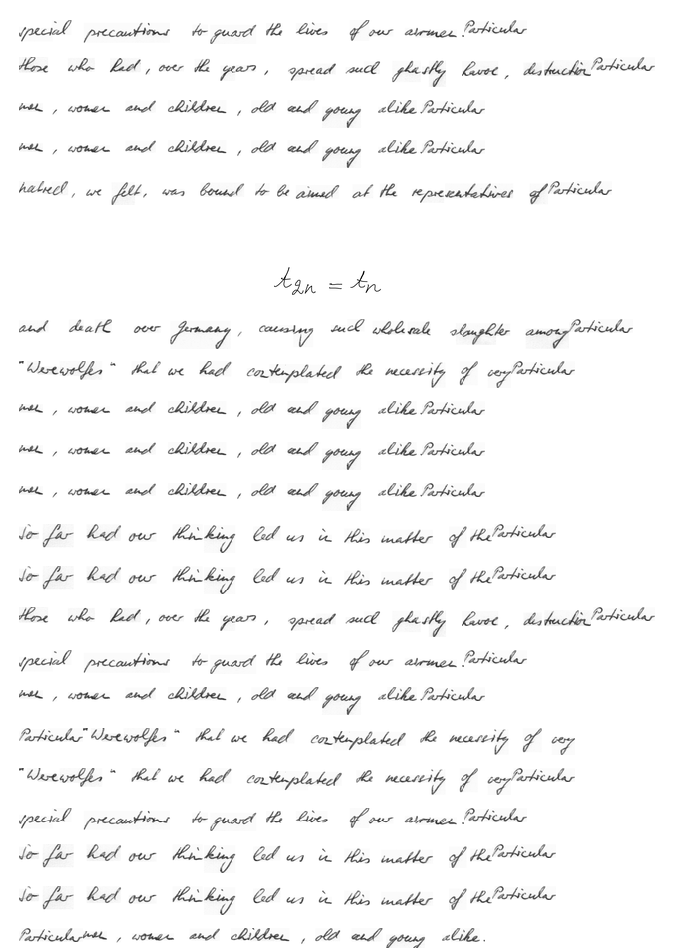 special precautions to guard the lives of our airmen. Particular
those who had, over the years, spread such ghastly havoc, destruction Particular
men, women and children, old and young alike Particular
men, women and children, old and young alike Particular
hatred, we felt, was bound to be aimed at the representatives of Particular
t_{2n} = t_n
and death over Germany, causing such wholesale slaughter among Particular
"Werewolfes" that we had contemplated the necessity of very Particular
men, women and children, old and young alike Particular
men, women and children, old and young alike Particular
men, women and children, old and young alike Particular
So far had our thinking led us in this matter of the Particular
So far had our thinking led us in this matter of the Particular
those who had, over the years, spread such ghastly havoc, destruction Particular
special precautions to guard the lives of our airmen. Particular
men, women and children, old and young alike Particular
Particular "Werewolfes" that we had contemplated the necessity of very
"Werewolfes" that we had contemplated the necessity of very Particular
special precautions to guard the lives of our airmen. Particular
So far had our thinking led us in this matter of the Particular
So far had our thinking led us in this matter of the Particular
Particular men, women and children, old and young alike.